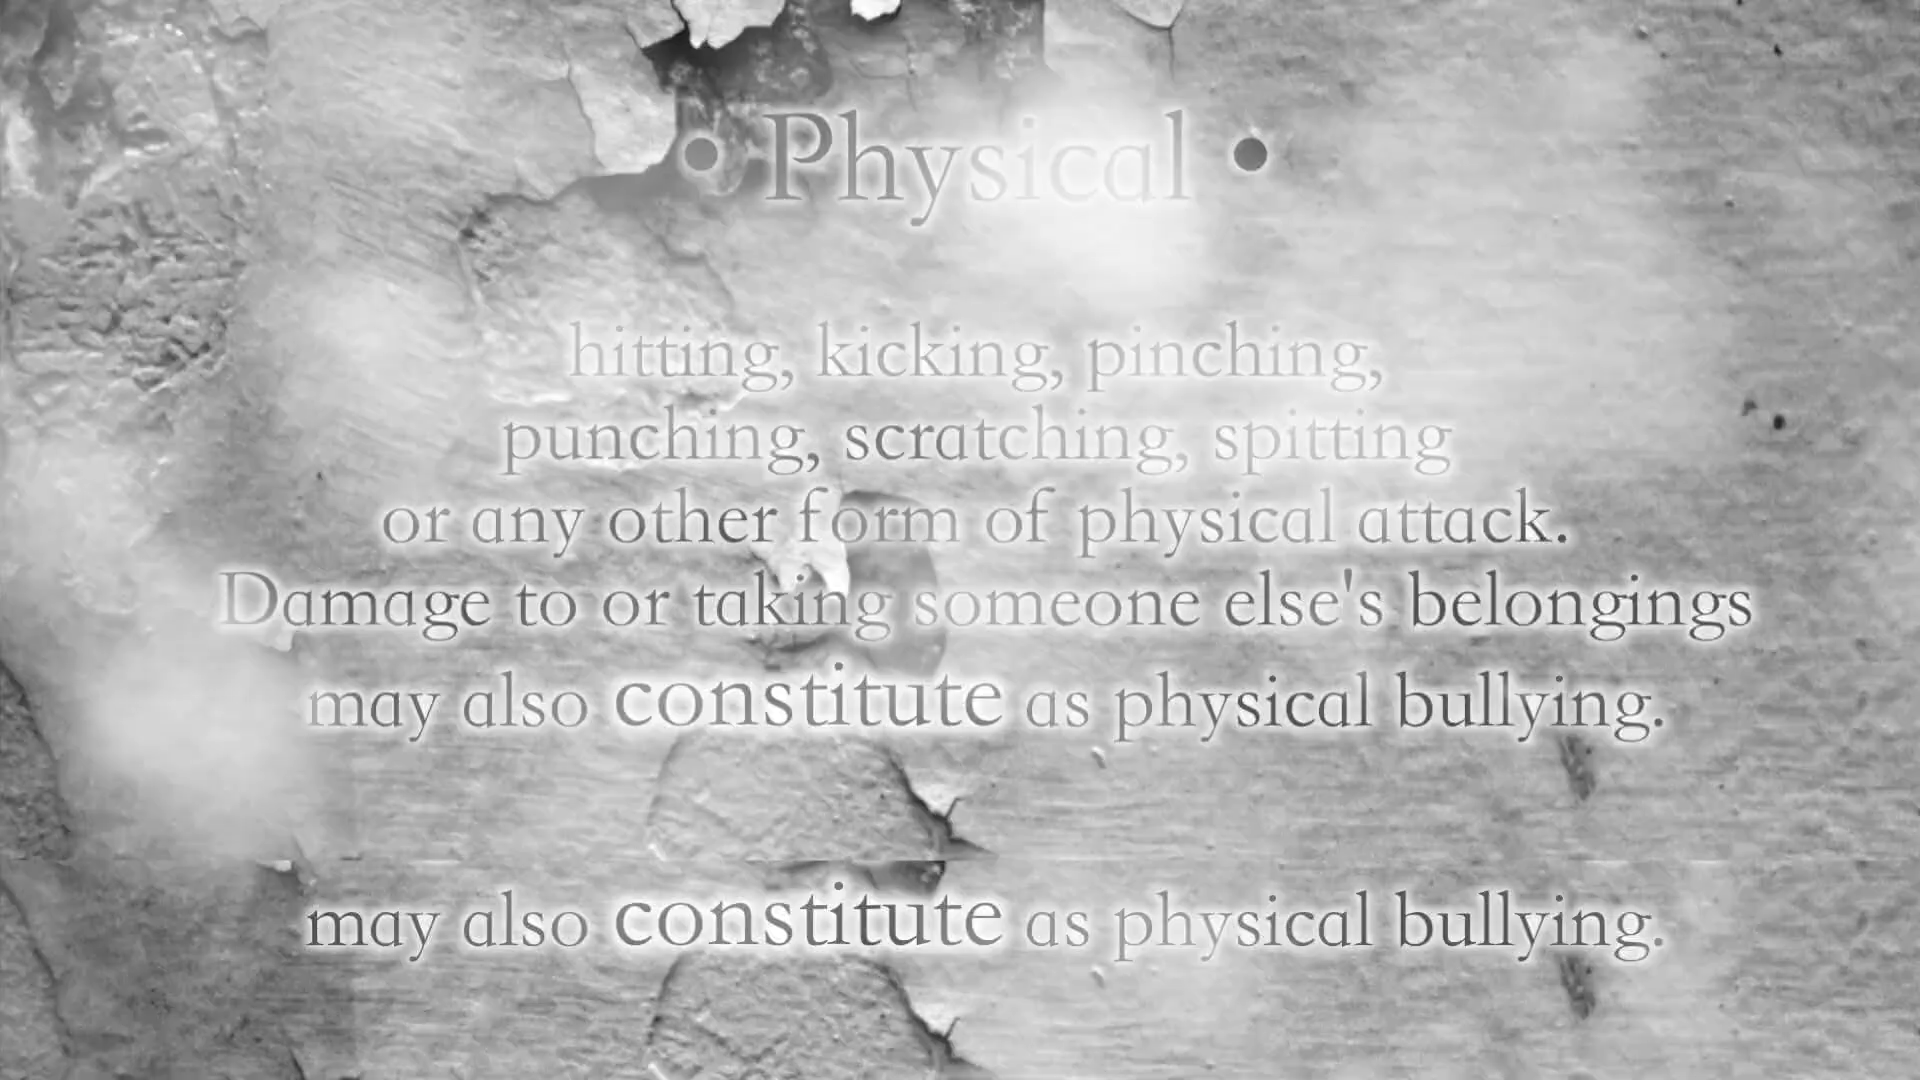 • Physical •
hitting, kicking, pinching,
punching, scratching, spitting
or any other form of physical attack.
Damage to or taking someone else's belongings
may also constitute as physical bullying.
may also constitute as physical bullying.